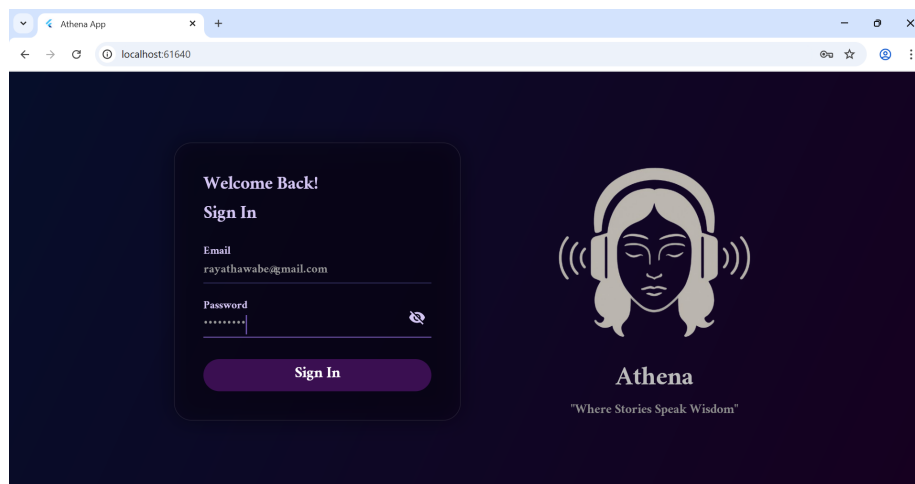 Athena App
localhost:61640
Welcome Back!
Sign In
Email
rayathawabe@gmail.com
Password
•••••••••
Sign In
Athena
"Where Stories Speak Wisdom"